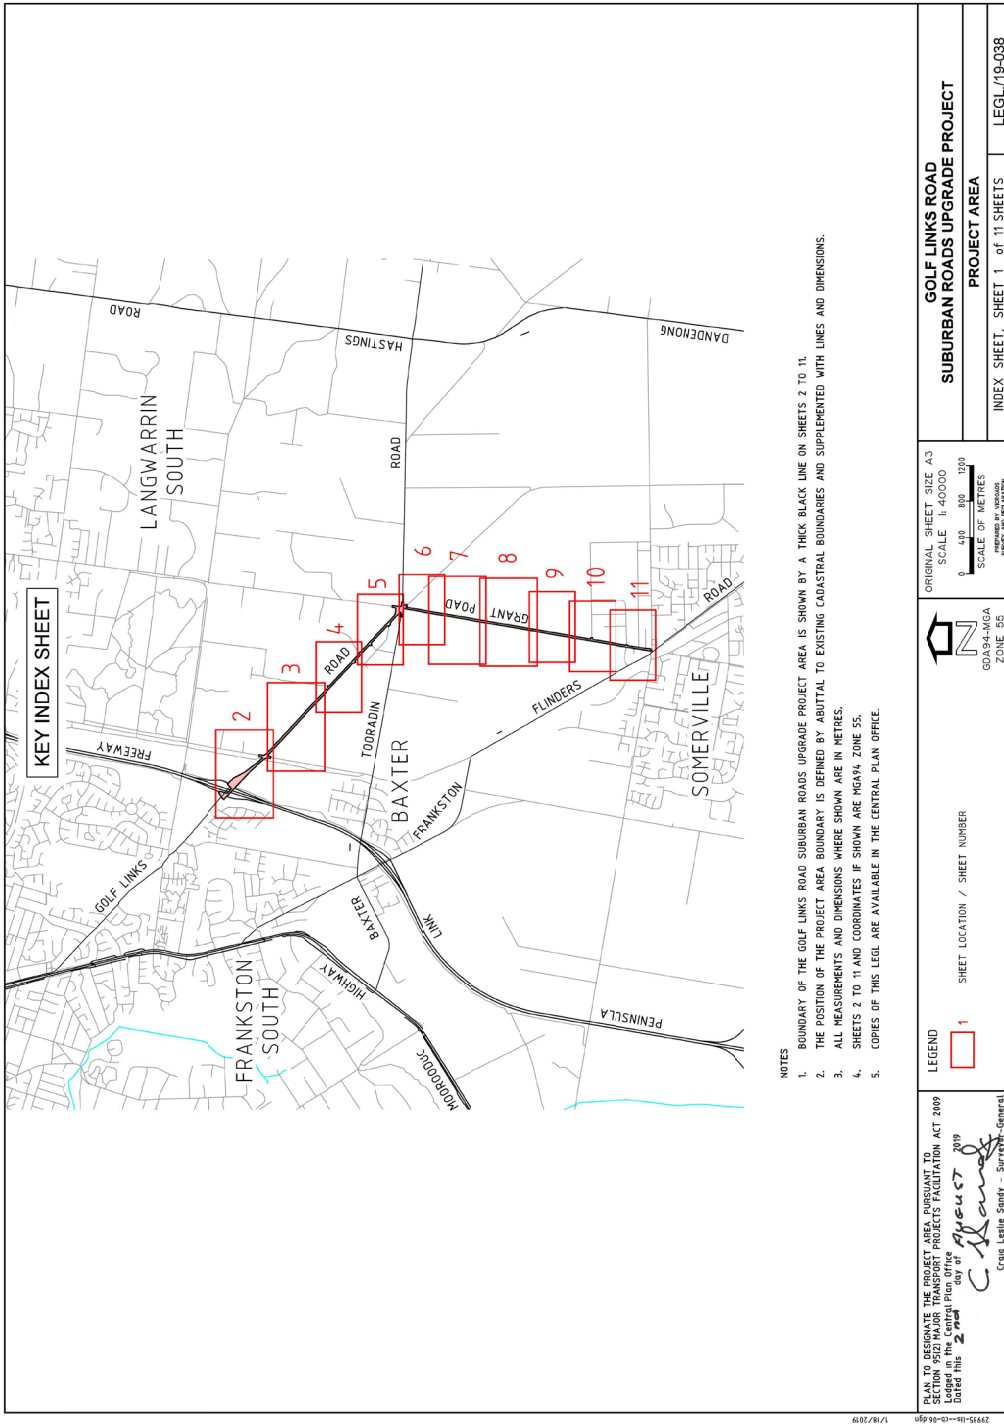 KEY INDEX SHEET
LANGWARRIN
SOUTH
ROAD
HASTINGS
DANDENONG
ROAD
FREEWAY
GOLF LINKS
ROAD
TOORADIN
BAXTER
FRANKSTON
FLINDERS
ROAD
GRANT
ROAD
SOMERVILLE
FRANKSTON
SOUTH
HIGHWAY
BAXTER
LINK
PENINSULA
MOOROODUC
2
3
4
5
6
7
8
9
10
11
NOTES
1. BOUNDARY OF THE GOLF LINKS ROAD SUBURBAN ROADS UPGRADE PROJECT AREA IS SHOWN BY A THICK BLACK LINE ON SHEETS 2 TO 11.
2. THE POSITION OF THE PROJECT AREA BOUNDARY IS DEFINED BY ABUTTAL TO EXISTING CADASTRAL BOUNDARIES AND SUPPLEMENTED WITH LINES AND DIMENSIONS.
3. ALL MEASUREMENTS AND DIMENSIONS WHERE SHOWN ARE IN METRES.
4. SHEETS 2 TO 11 AND COORDINATES IF SHOWN ARE MGA94 ZONE 55.
5. COPIES OF THIS LEGL ARE AVAILABLE IN THE CENTRAL PLAN OFFICE.
PLAN TO DESIGNATE THE PROJECT AREA PURSUANT TO
SECTION 95(2) MAJOR TRANSPORT PROJECTS FACILITATION ACT 2009
Lodged in the Central Plan Office
Dated this 2nd day of August 2019
Craig Leslie Sandy - Surveyor-General
LEGEND
1
SHEET LOCATION / SHEET NUMBER
N
GDA94-MGA
ZONE 55
ORIGINAL SHEET SIZE A3
SCALE 1: 40000
0 400 800 1200
SCALE OF METRES
PREPARED BY VICROADS
GOLF LINKS ROAD
SUBURBAN ROADS UPGRADE PROJECT
PROJECT AREA
INDEX SHEET, SHEET 1 of 11 SHEETS
LEGL./19-038
1/18/2019